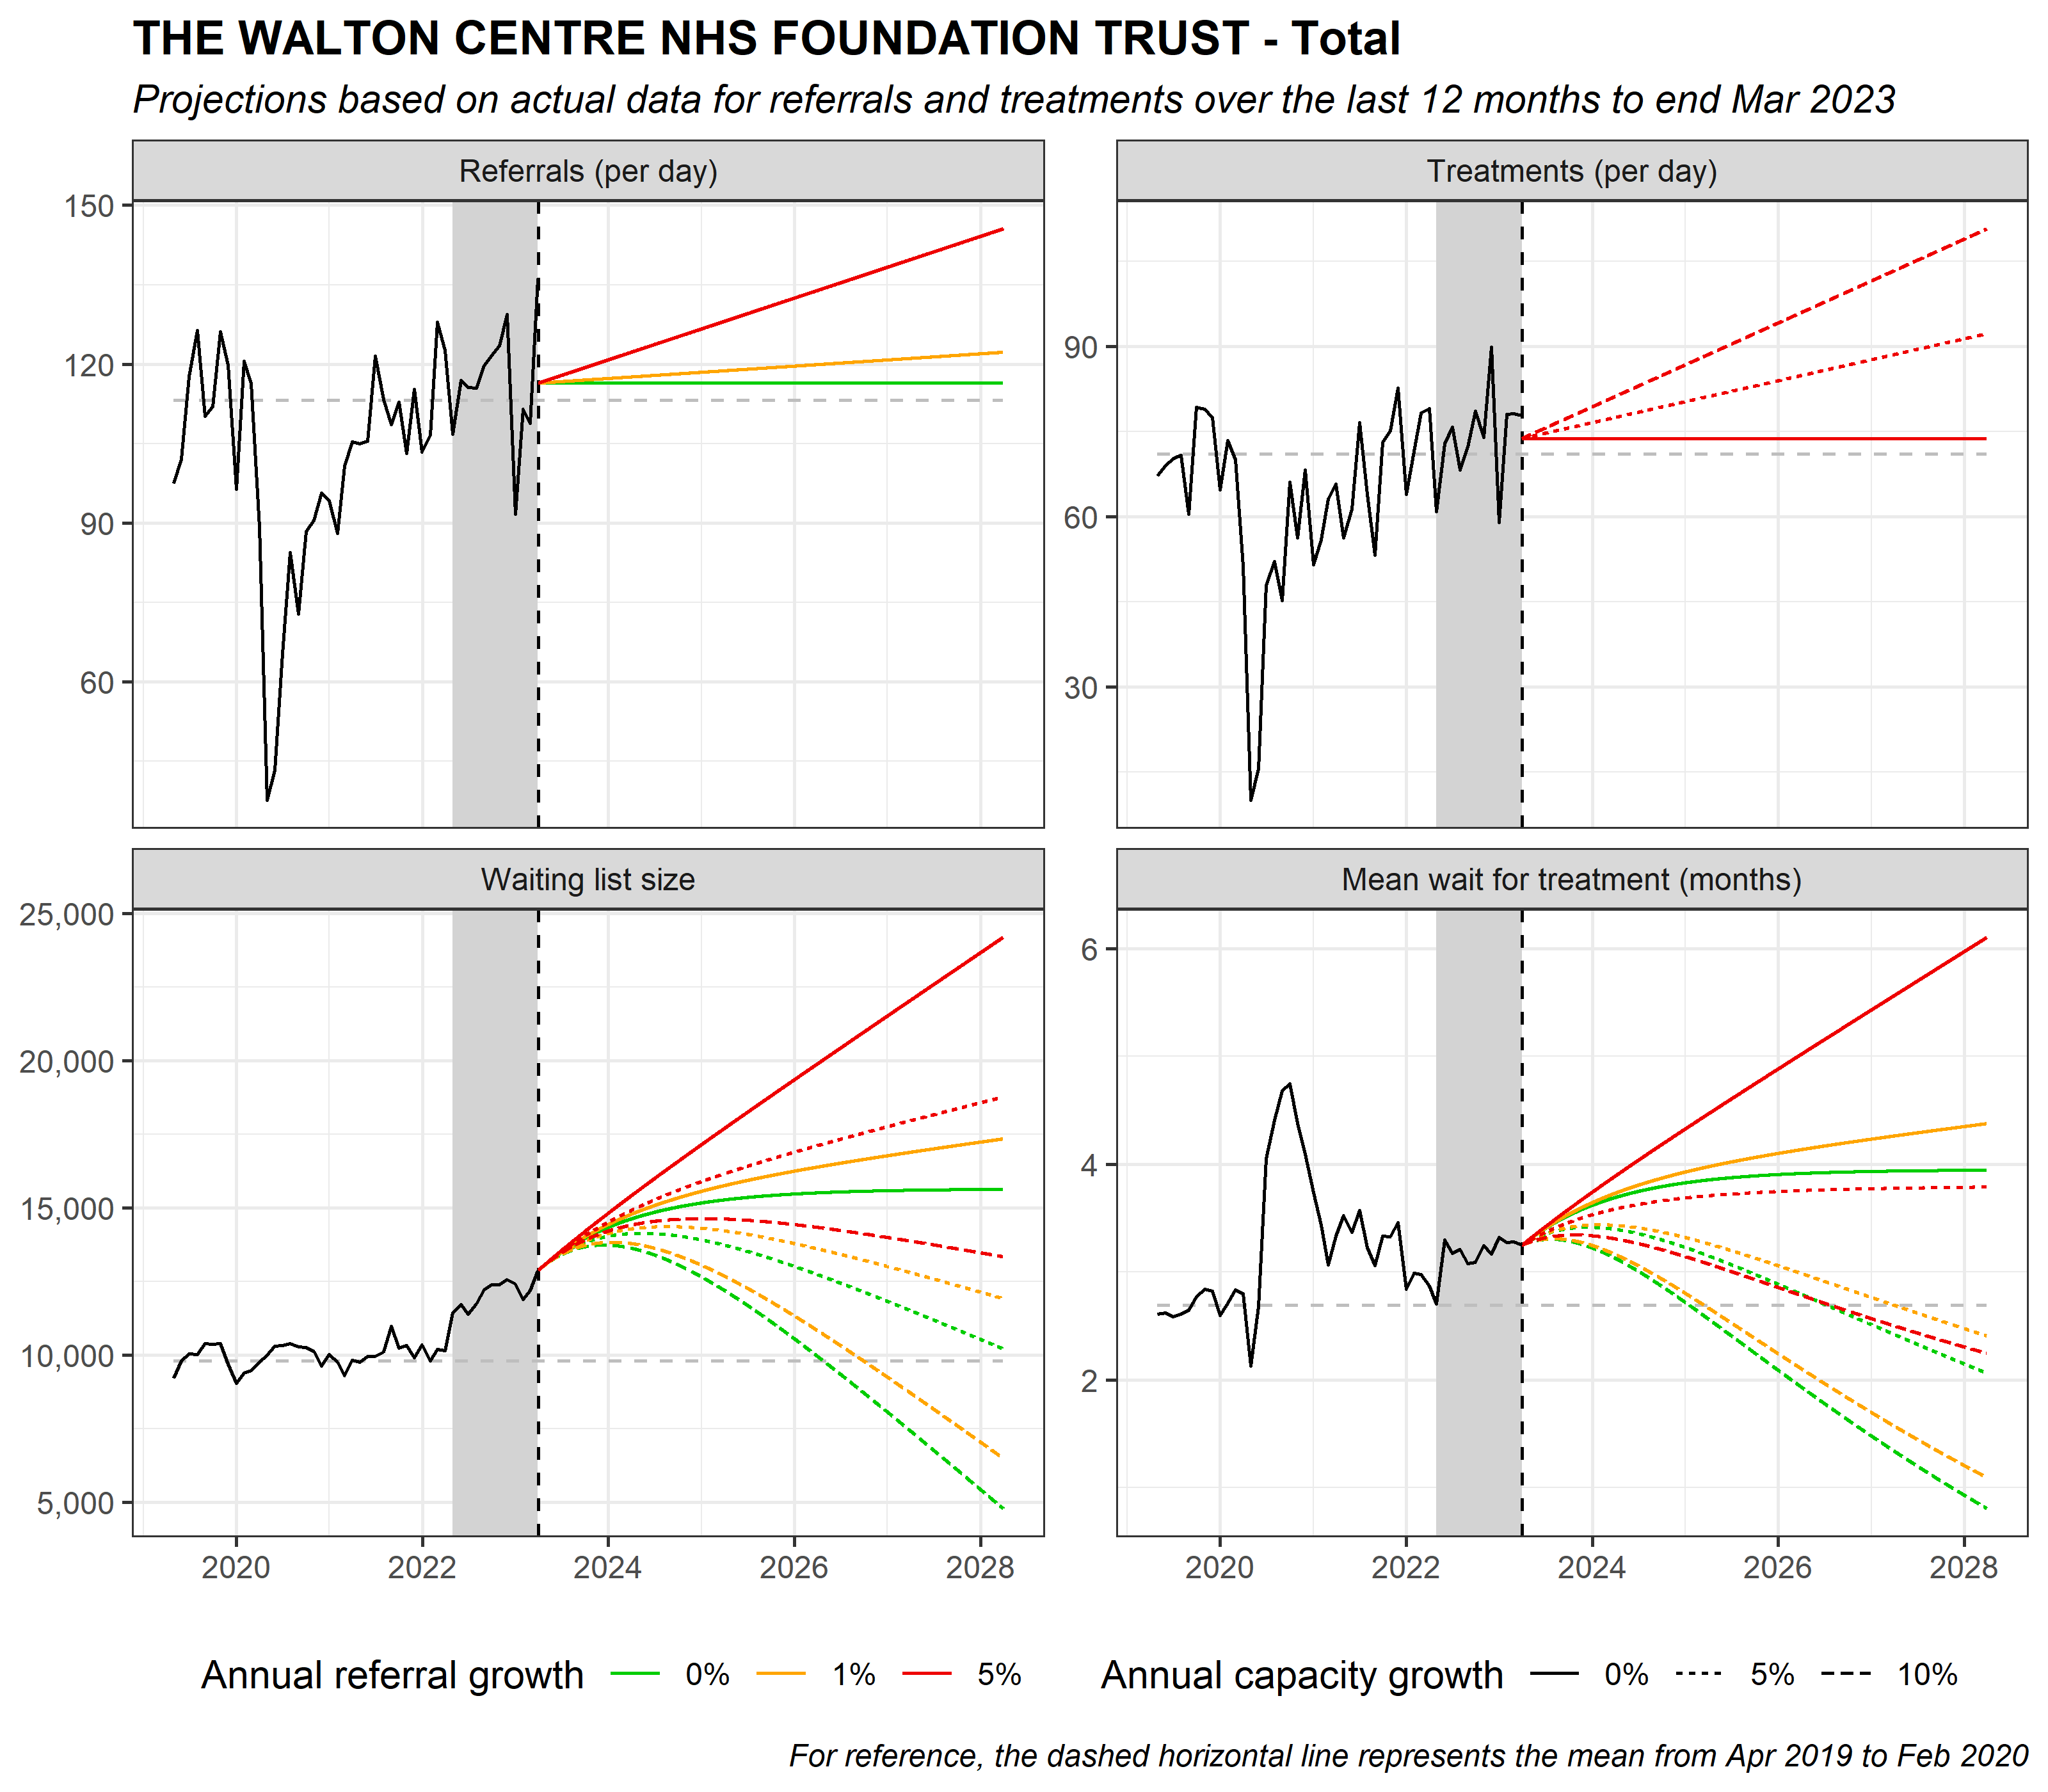 THE WALTON CENTRE NHS FOUNDATION TRUST - Total
Projections based on actual data for referrals and treatments over the last 12 months to end Mar 2023
Referrals (per day)
150
120
90
60
Treatments (per day)
90
60
30
Waiting list size
25,000
20,000
15,000
10,000
5,000
2020 2022 2024 2026 2028
Mean wait for treatment (months)
6
4
2
2020 2022 2024 2026 2028
Annual referral growth 0% 1% 5%
Annual capacity growth 0% 5% 10%
For reference, the dashed horizontal line represents the mean from Apr 2019 to Feb 2020